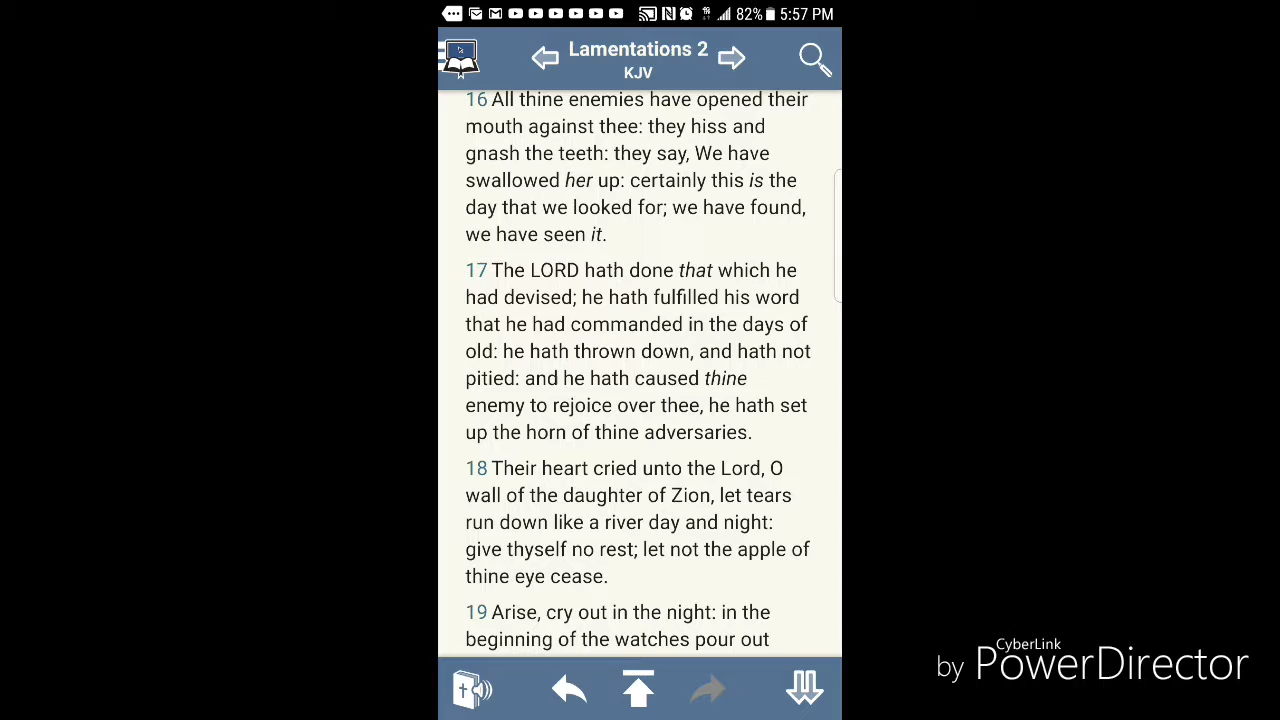 82% 5:57 PM
Lamentations 2
KJV
16 All thine enemies have opened their
mouth against thee: they hiss and
gnash the teeth: they say, We have
swallowed her up: certainly this is the
day that we looked for; we have found,
we have seen it.
17 The LORD hath done that which he
had devised; he hath fulfilled his word
that he had commanded in the days of
old: he hath thrown down, and hath not
pitied: and he hath caused thine
enemy to rejoice over thee, he hath set
up the horn of thine adversaries.
18 Their heart cried unto the Lord, O
wall of the daughter of Zion, let tears
run down like a river day and night:
give thyself no rest; let not the apple of
thine eye cease.
19 Arise, cry out in the night: in the
beginning of the watches pour out
CyberLink
by PowerDirector